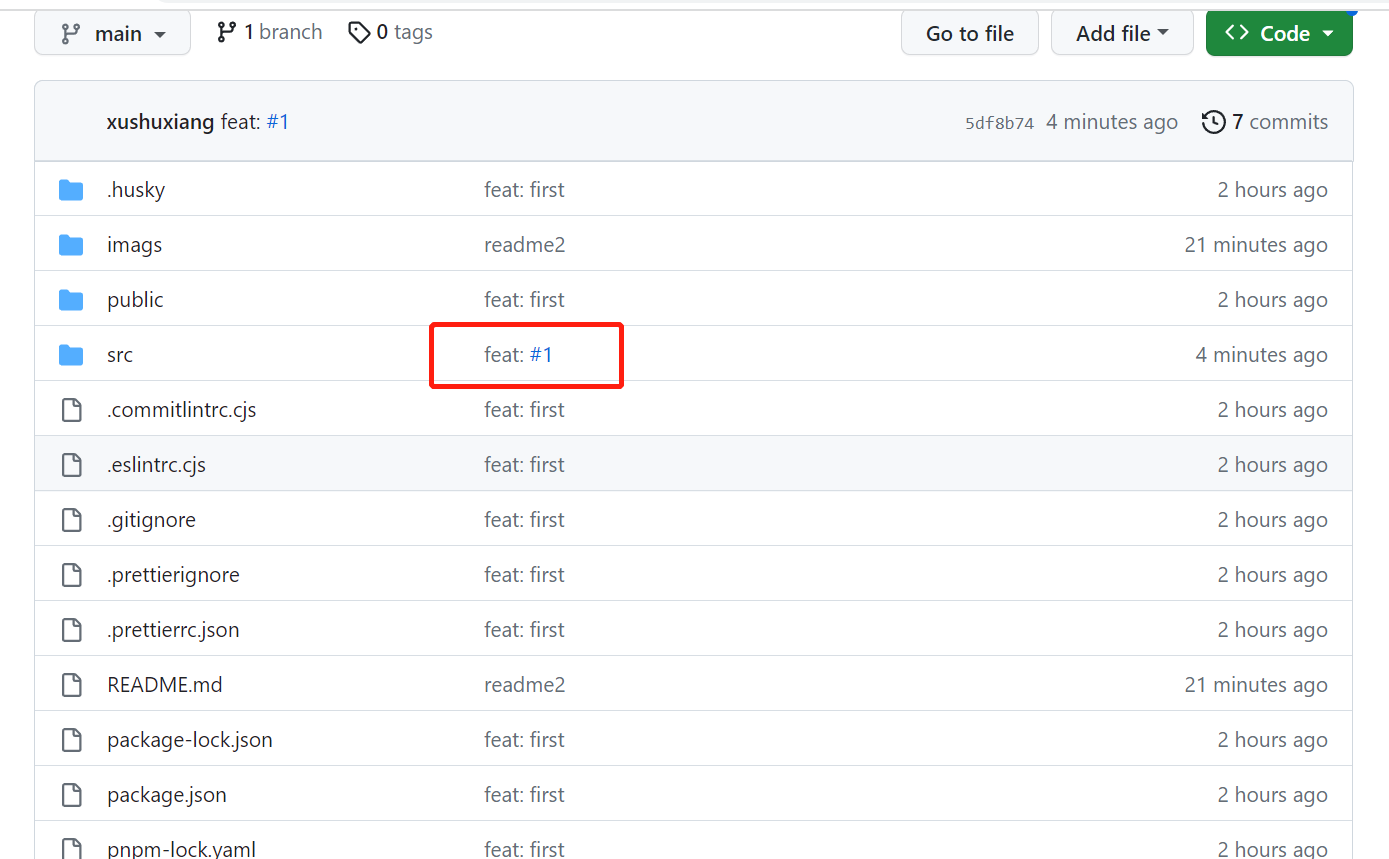 main 1 branch 0 tags Go to file Add file Code
xushuxiang feat: #1 5df8b74 4 minutes ago 7 commits
.husky feat: first 2 hours ago
imags readme2 21 minutes ago
public feat: first 2 hours ago
src feat: #1 4 minutes ago
.commitlintrc.cjs feat: first 2 hours ago
.eslintrc.cjs feat: first 2 hours ago
.gitignore feat: first 2 hours ago
.prettierignore feat: first 2 hours ago
.prettierrc.json feat: first 2 hours ago
README.md readme2 21 minutes ago
package-lock.json feat: first 2 hours ago
package.json feat: first 2 hours ago
pnpm-lock.yaml feat: first 2 hours ago